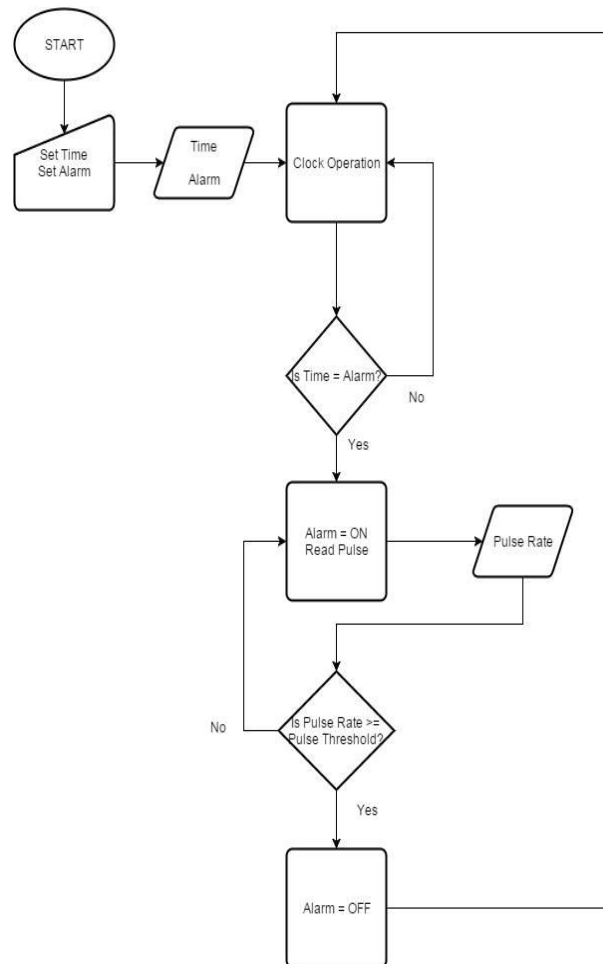 START
Set Time
Set Alarm
Time
Alarm
Clock Operation
Is Time = Alarm?
No
Yes
Alarm = ON
Read Pulse
Pulse Rate
Is Pulse Rate >=
Pulse Threshold?
No
Yes
Alarm = OFF